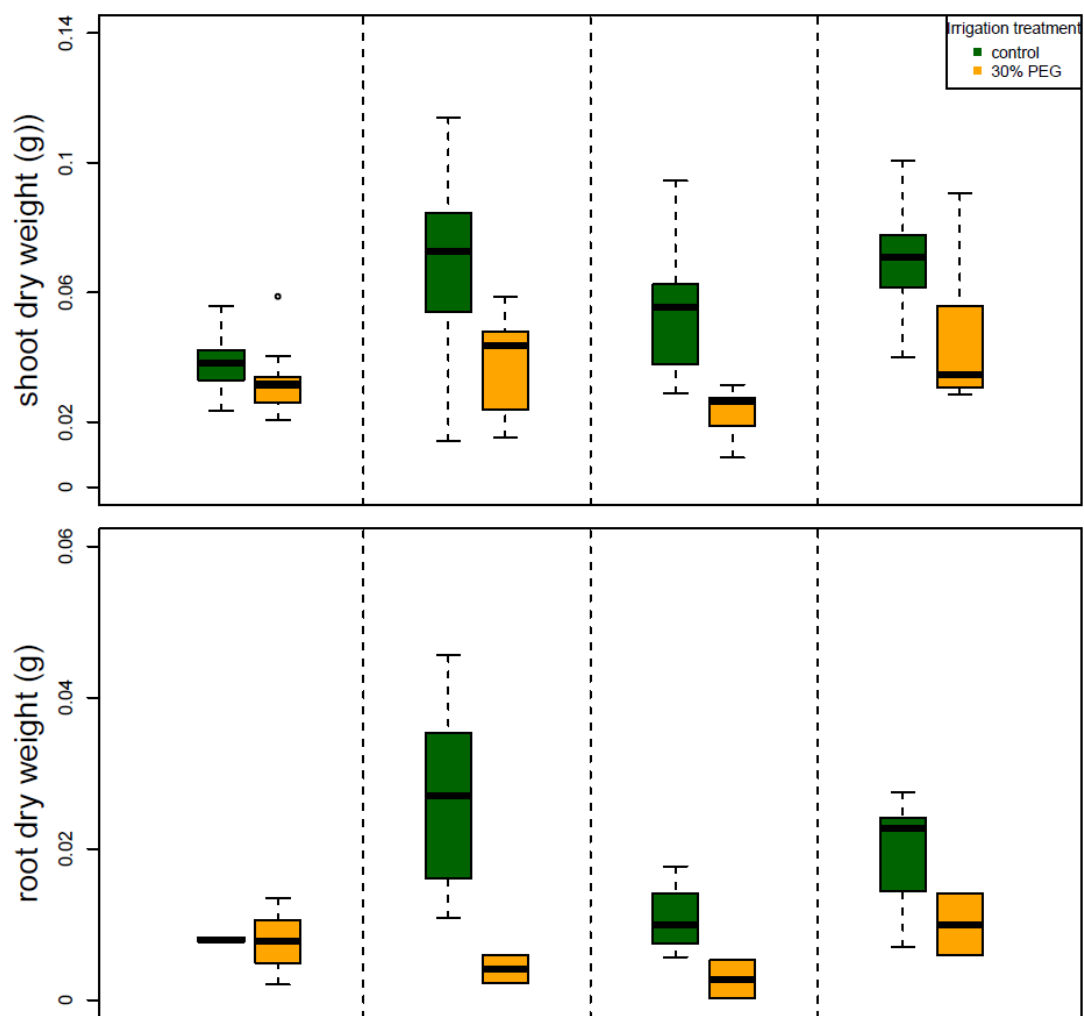 shoot dry weight (g))
0.14
0.1
0.06
0.02
0
Irrigation treatment
control
30% PEG
root dry weight (g)
0.06
0.04
0.02
0